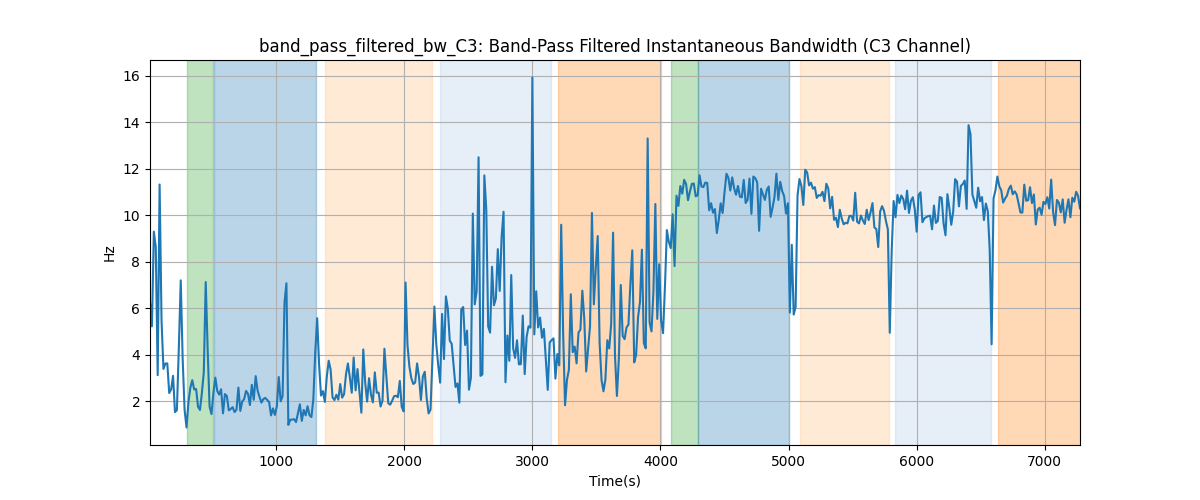 band_pass_filtered_bw_C3: Band-Pass Filtered Instantaneous Bandwidth (C3 Channel)
16
14
12
10
8
6
4
2
Hz
1000 2000 3000 4000 5000 6000 7000
Time(s)